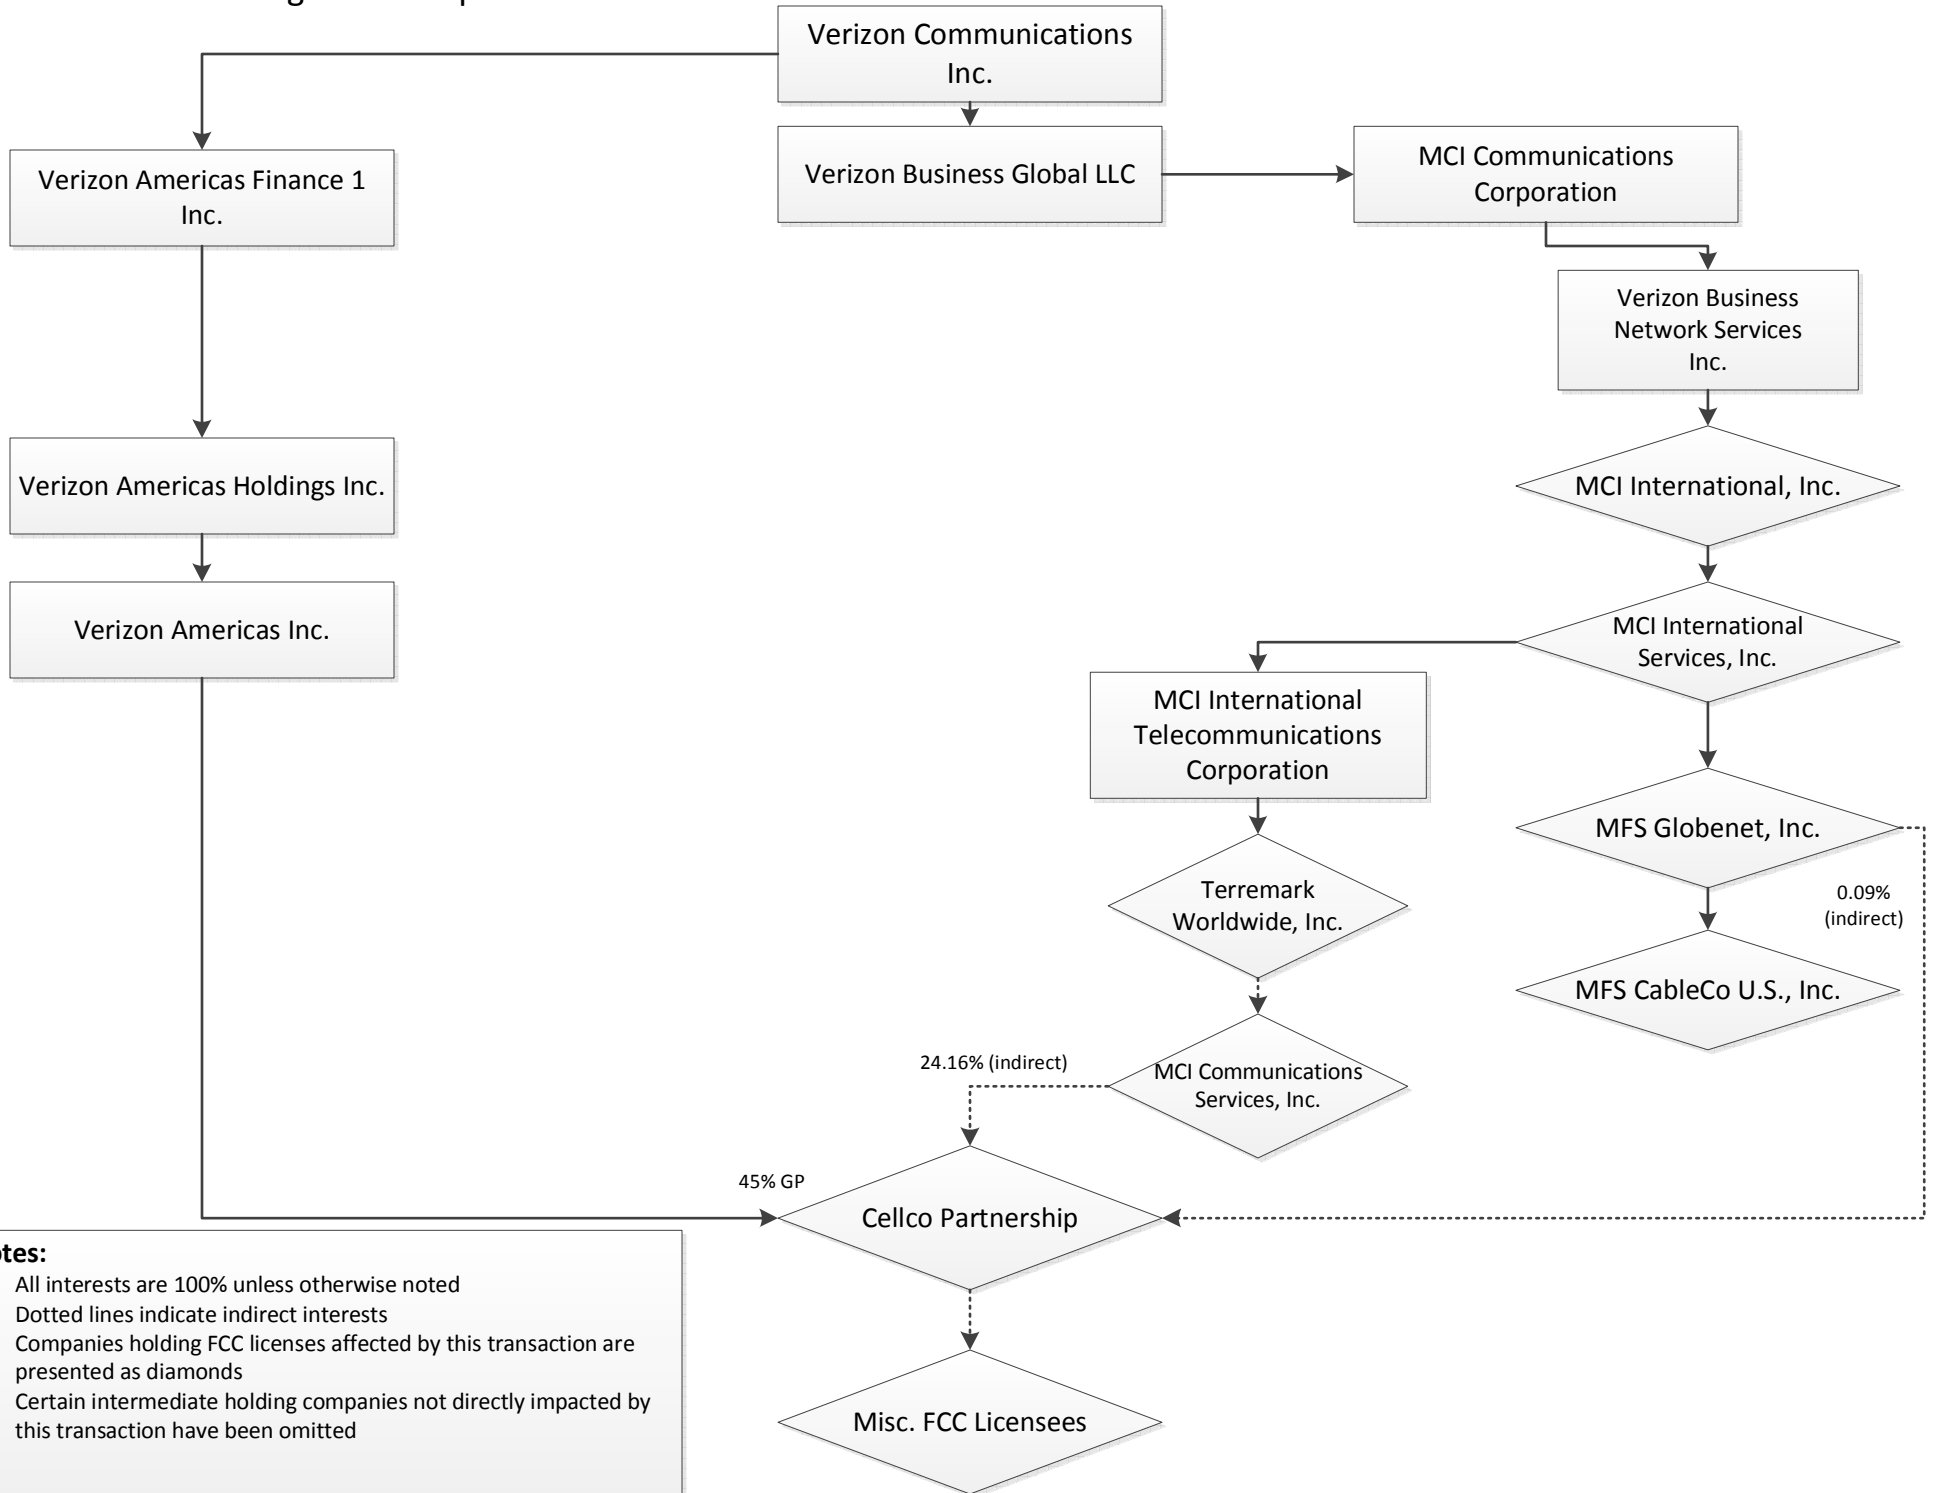 Verizon Communications
Inc.
Verizon Americas Finance 1
Inc.
Verizon Business Global LLC
MCI Communications
Corporation
Verizon Business
Network Services
Inc.
Verizon Americas Holdings Inc.
MCI International, Inc.
Verizon Americas Inc.
MCI International
Services, Inc.
MCI International
Telecommunications
Corporation
MFS Globenet, Inc.
0.09%
(indirect)
Terremark
Worldwide, Inc.
MFS CableCo U.S., Inc.
24.16% (indirect)
MCI Communications
Services, Inc.
45% GP
Cellco Partnership
All interests are 100% unless otherwise noted
Dotted lines indicate indirect interests
Companies holding FCC licenses affected by this transaction are
presented as diamonds
Certain intermediate holding companies not directly impacted by
this transaction have been omitted
Misc. FCC Licensees